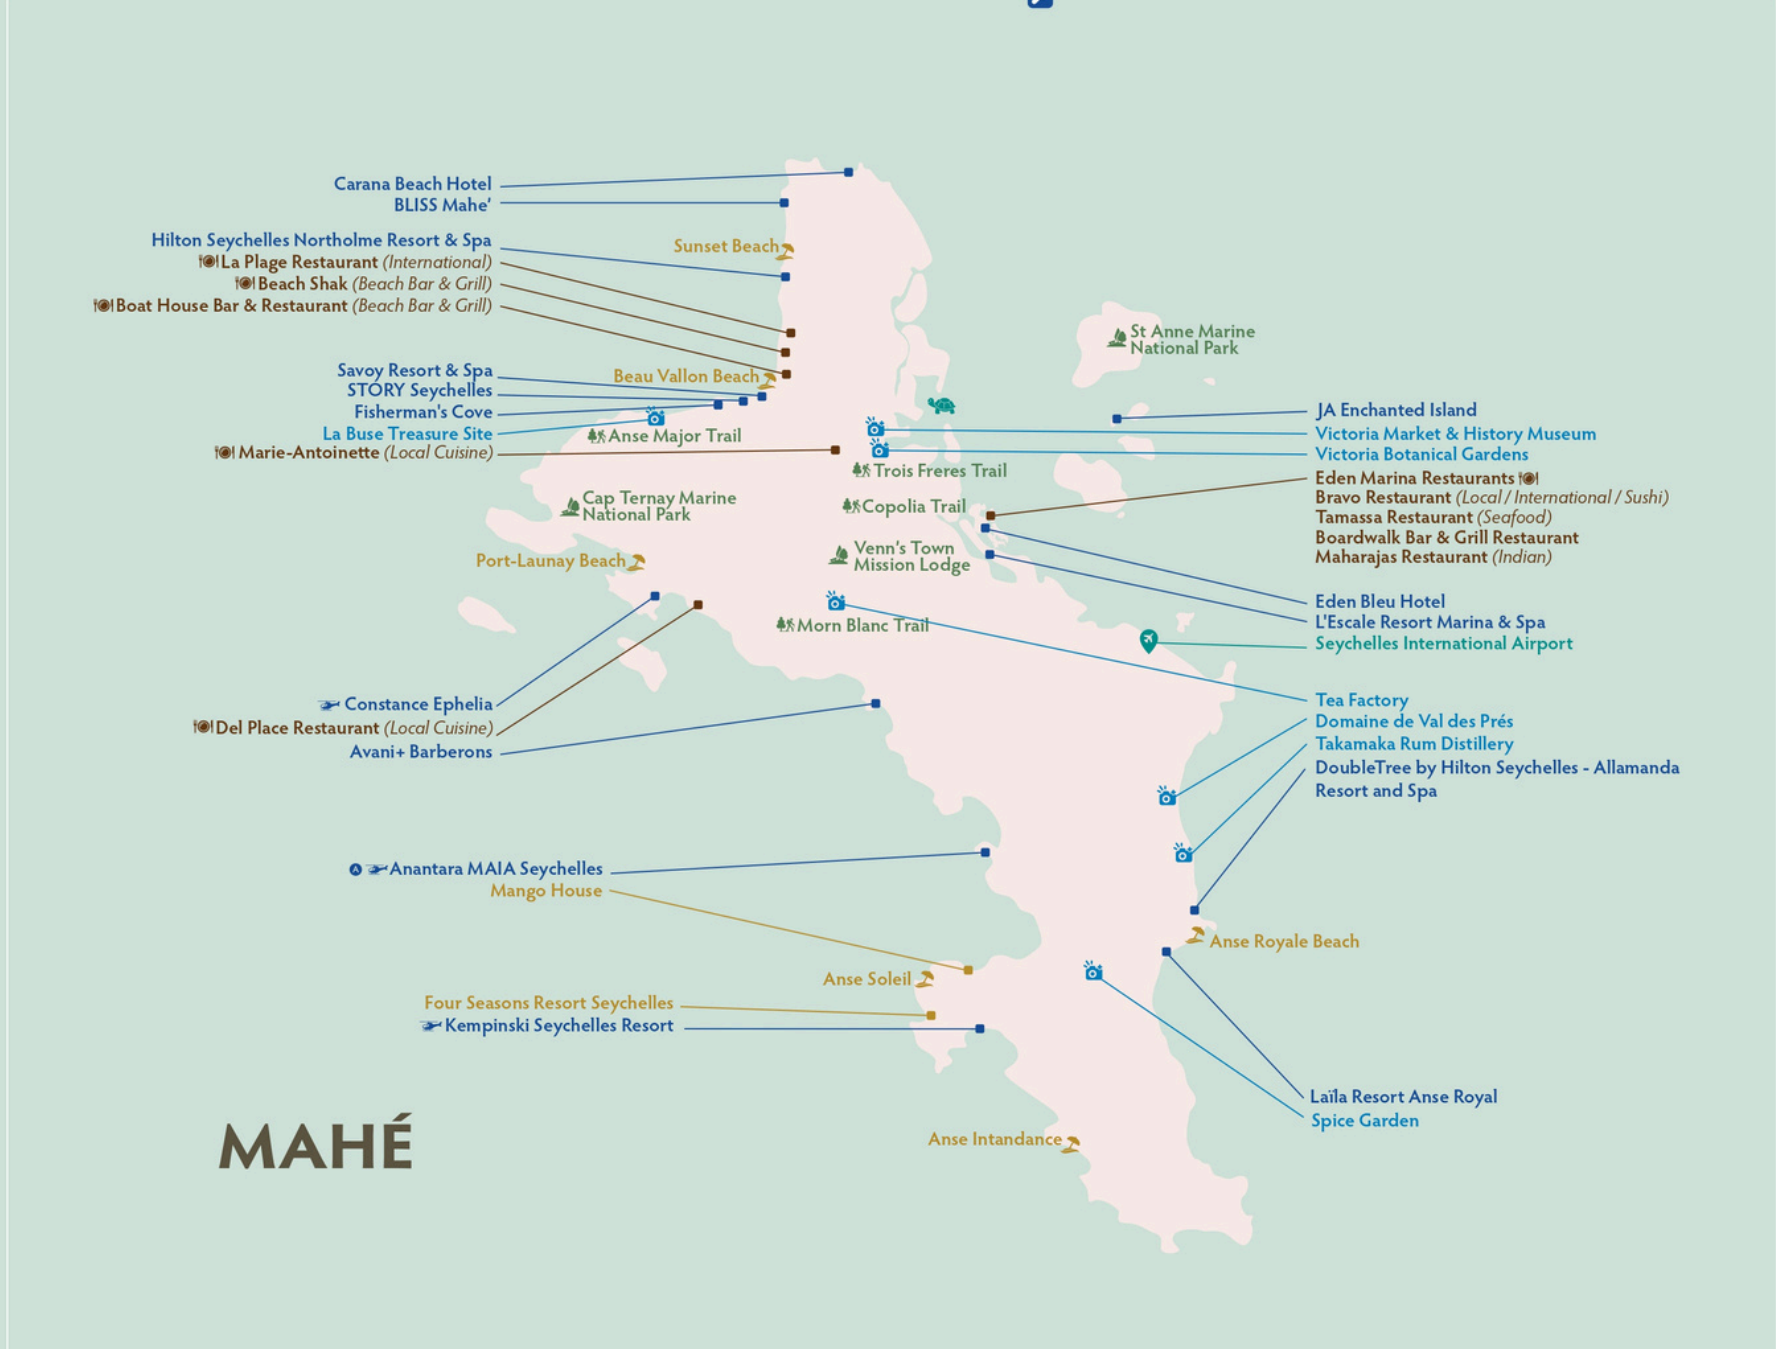 Carana Beach Hotel
BLISS Mahe'
Hilton Seychelles Northolme Resort & Spa
La Plage Restaurant (International)
Beach Shak (Beach Bar & Grill)
Boat House Bar & Restaurant (Beach Bar & Grill)
Sunset Beach
Savoy Resort & Spa
STORY Seychelles
Fisherman's Cove
La Buse Treasure Site
Marie-Antoinette (Local Cuisine)
Beau Vallon Beach
Anse Major Trail
Cap Ternay Marine
National Park
Port-Launay Beach
Trois Freres Trail
Copolia Trail
Venn's Town
Mission Lodge
Morn Blanc Trail
St Anne Marine
National Park
JA Enchanted Island
Victoria Market & History Museum
Victoria Botanical Gardens
Eden Marina Restaurants
Bravo Restaurant (Local / International / Sushi)
Tamassa Restaurant (Seafood)
Boardwalk Bar & Grill Restaurant
Maharajas Restaurant (Indian)
Eden Bleu Hotel
L'Escale Resort Marina & Spa
Seychelles International Airport
Constance Ephelia
Del Place Restaurant (Local Cuisine)
Avani+ Barberons
Tea Factory
Domaine de Val des Prés
Takamaka Rum Distillery
DoubleTree by Hilton Seychelles - Allamanda
Resort and Spa
A Anantara MAIA Seychelles
Mango House
Anse Royale Beach
Anse Soleil
Four Seasons Resort Seychelles
Kempinski Seychelles Resort
Laïla Resort Anse Royal
Spice Garden
Anse Intandance
MAHÉ